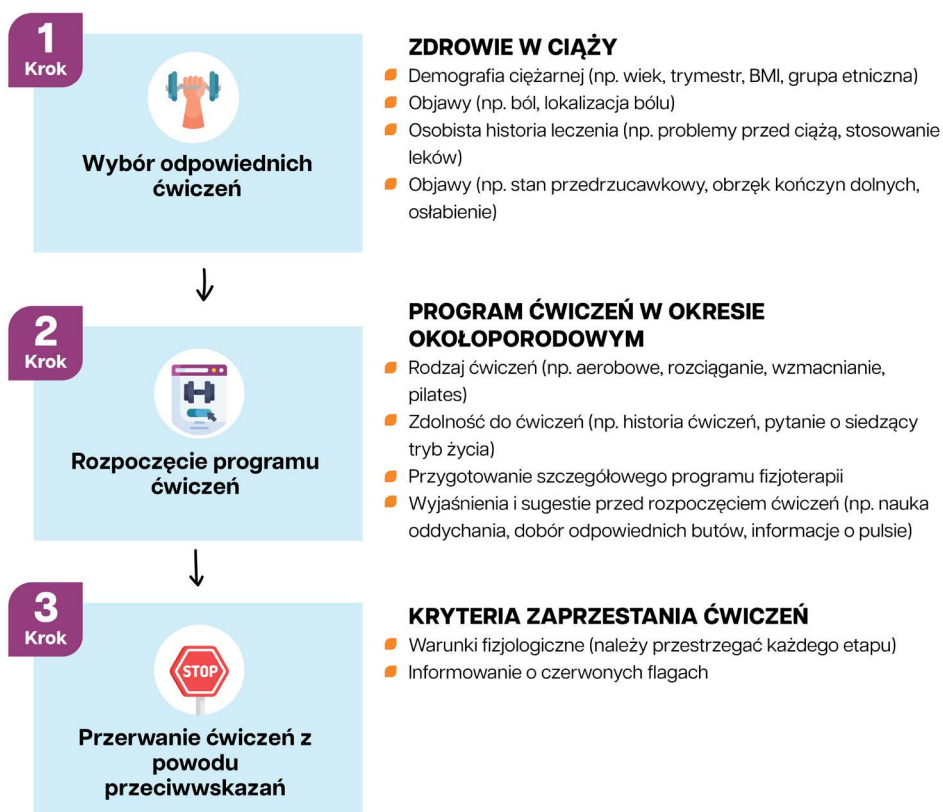 1
Krok
Wybór odpowiednich
ćwiczeń
ZDROWIE W CIĄŻY
Demografia ciężarnej (np. wiek, trymestr, BMI, grupa etniczna)
Objawy (np. ból, lokalizacja bólu)
Osobista historia leczenia (np. problemy przed ciążą, stosowanie
leków)
Objawy (np. stan przedrzucawkowy, obrzęk kończyn dolnych,
osłabienie)
2
Krok
Rozpoczęcie programu
ćwiczeń
PROGRAM ĆWICZEŃ W OKRESIE
OKOŁOPORODOWYM
Rodzaj ćwiczeń (np. aerobowe, rozciąganie, wzmacnianie,
pilates)
Zdolność do ćwiczeń (np. historia ćwiczeń, pytanie o siedzący
tryb życia)
Przygotowanie szczegółowego programu fizjoterapii
Wyjaśnienia i sugestie przed rozpoczęciem ćwiczeń (np. nauka
oddychania, dobór odpowiednich butów, informacje o pulsie)
3
Krok
STOP
Przerwanie ćwiczeń z
powodu
przeciwwskazań
KRYTERIA ZAPRZESTANIA ĆWICZEŃ
Warunki fizjologiczne (należy przestrzegać każdego etapu)
Informowanie o czerwonych flagach